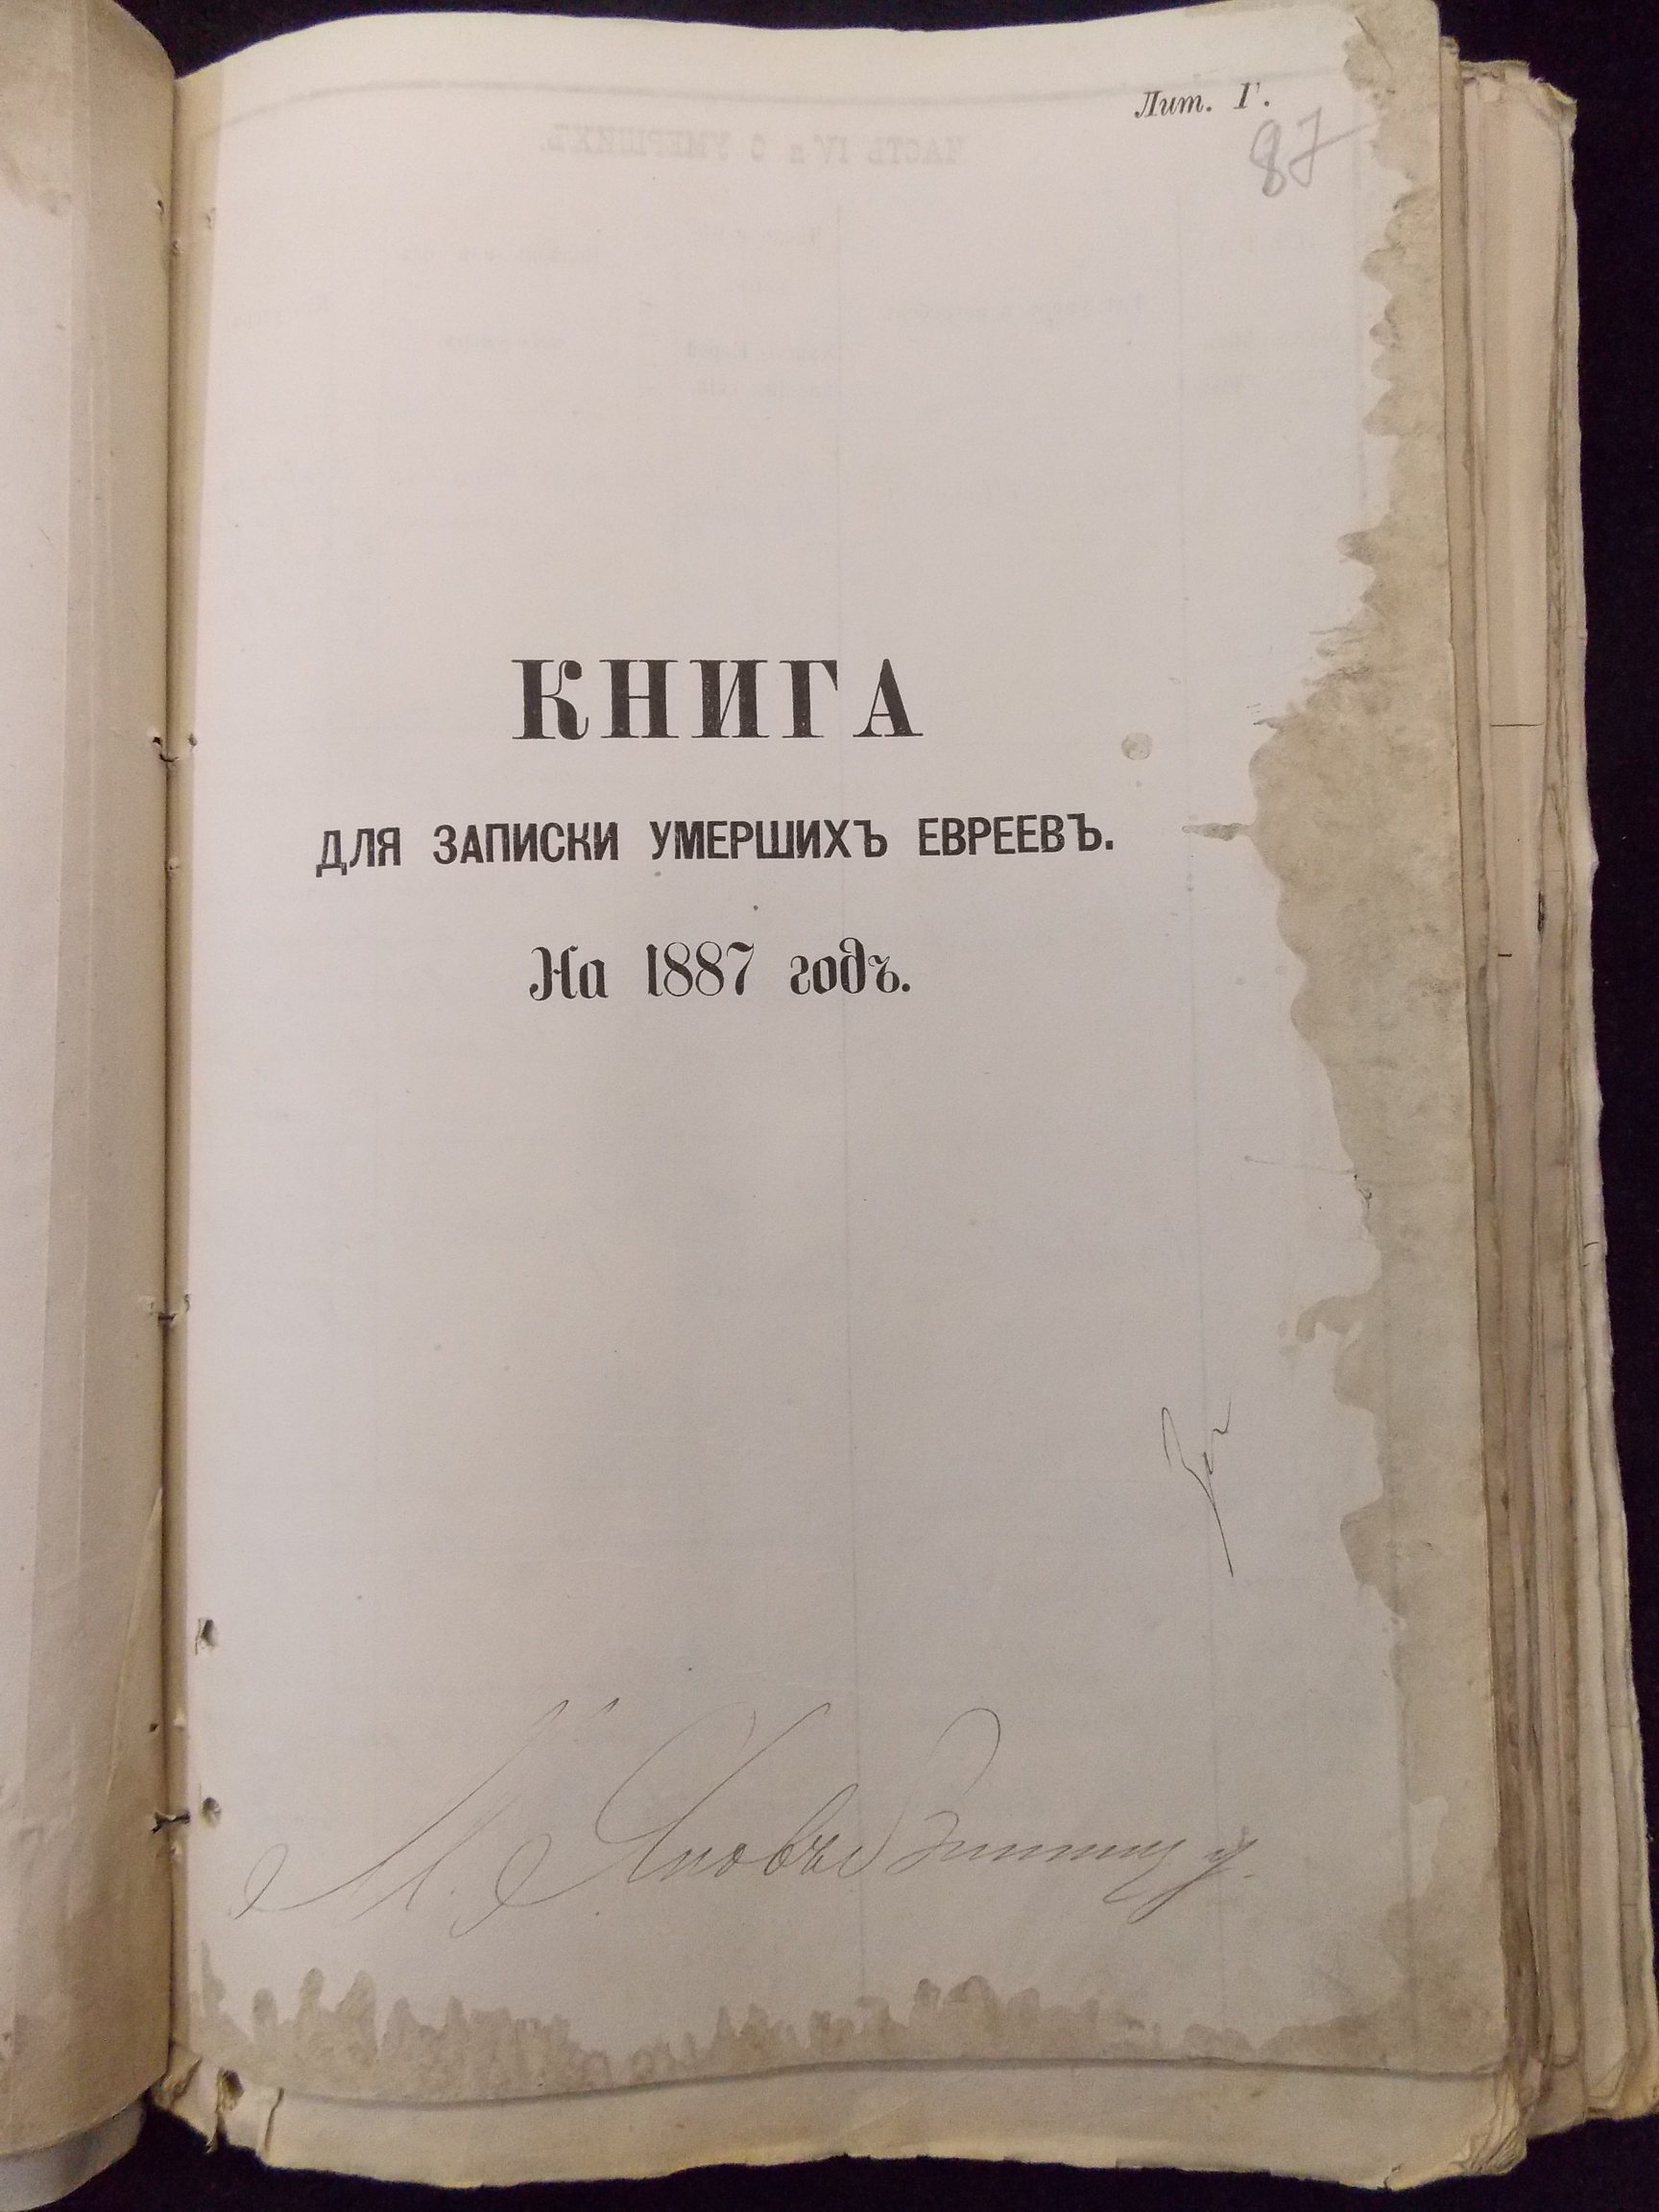 Лит. Г.
87
КНИГА
ДЛЯ ЗАПИСКИ УМЕРШИХЪ ЕВРЕЕВЪ.
На 1887 годъ.
М.